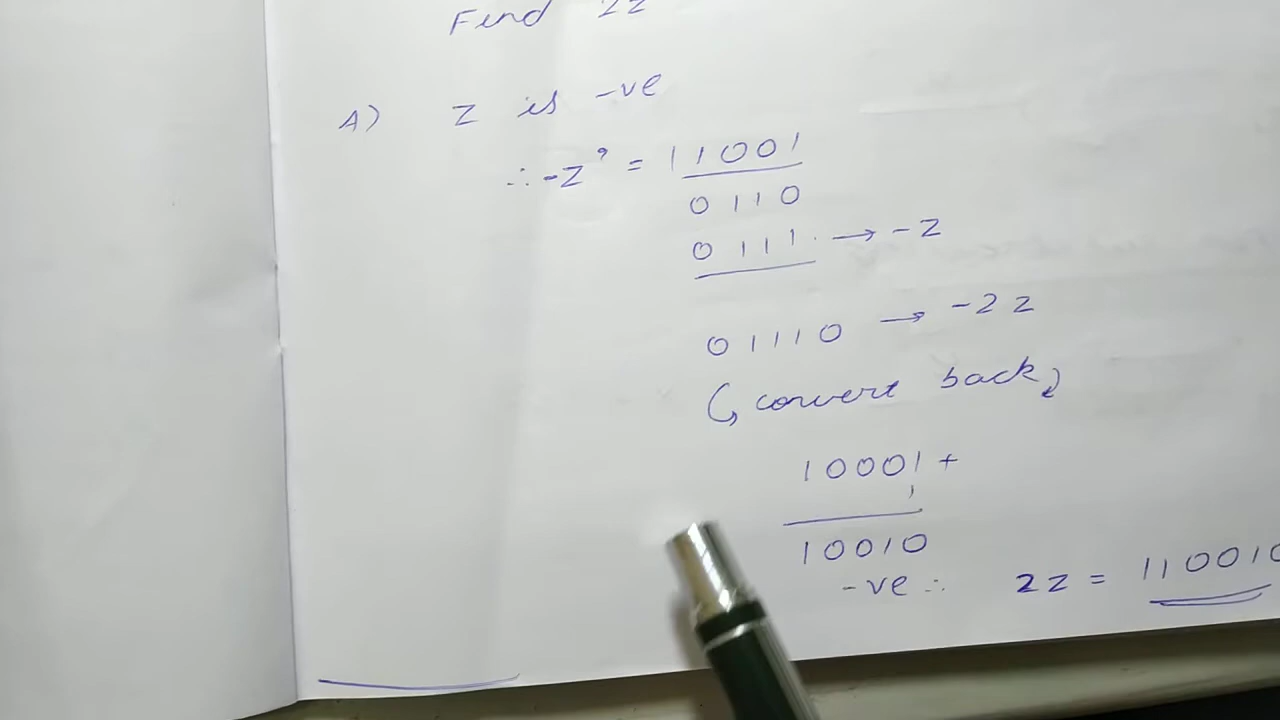 Find 2z
A) z is -ve
∴ -z' = 11001
0110
0111 → -z
01110 → -2z
(↳ convert back)
10001 +
1
10010
-ve ∴ 2z = 110010